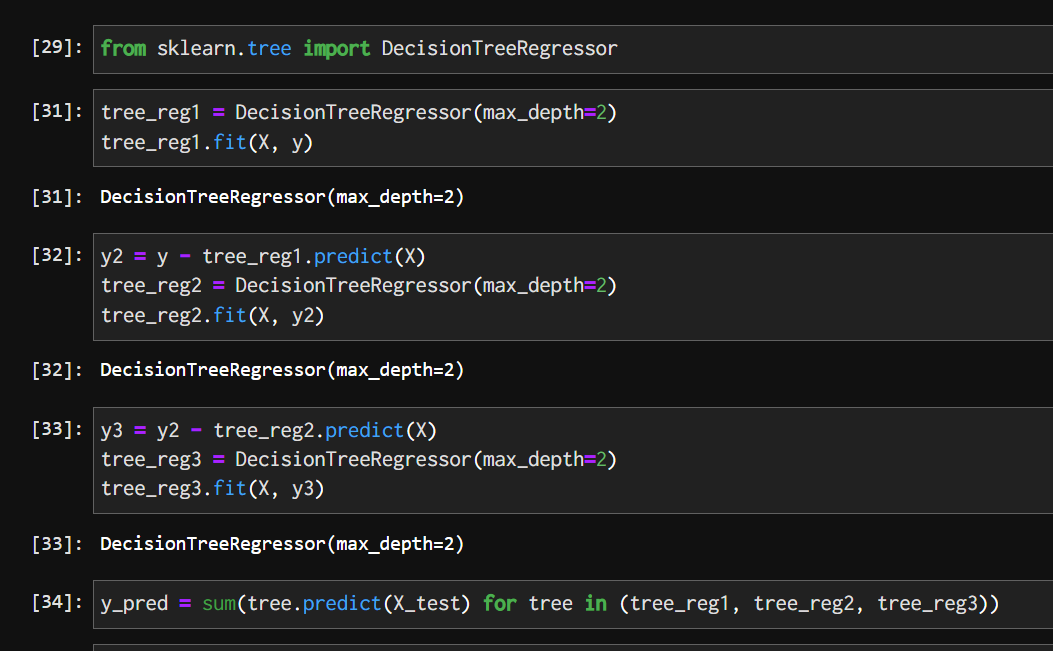 [29]: from sklearn.tree import DecisionTreeRegressor
[31]: tree_reg1 = DecisionTreeRegressor(max_depth=2)
tree_reg1.fit(X, y)
[31]: DecisionTreeRegressor(max_depth=2)
[32]: y2 = y - tree_reg1.predict(X)
tree_reg2 = DecisionTreeRegressor(max_depth=2)
tree_reg2.fit(X, y2)
[32]: DecisionTreeRegressor(max_depth=2)
[33]: y3 = y2 - tree_reg2.predict(X)
tree_reg3 = DecisionTreeRegressor(max_depth=2)
tree_reg3.fit(X, y3)
[33]: DecisionTreeRegressor(max_depth=2)
[34]: y_pred = sum(tree.predict(X_test) for tree in (tree_reg1, tree_reg2, tree_reg3))